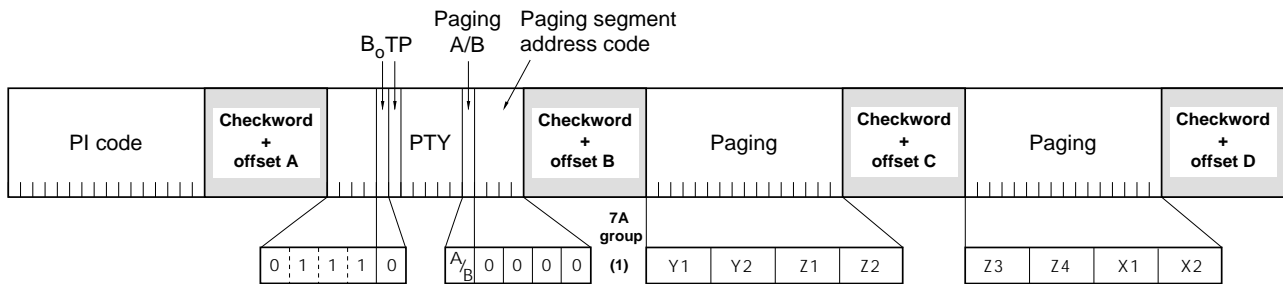 Paging Paging segment
B₀TP A/B address code
PI code
Checkword
+
offset A
PTY
Checkword
+
offset B
Paging
Checkword
+
offset C
Paging
Checkword
+
offset D
0 1 1 1 0
A/B 0 0 0 0
7A
group
(1)
Y1 Y2 Z1 Z2
Z3 Z4 X1 X2